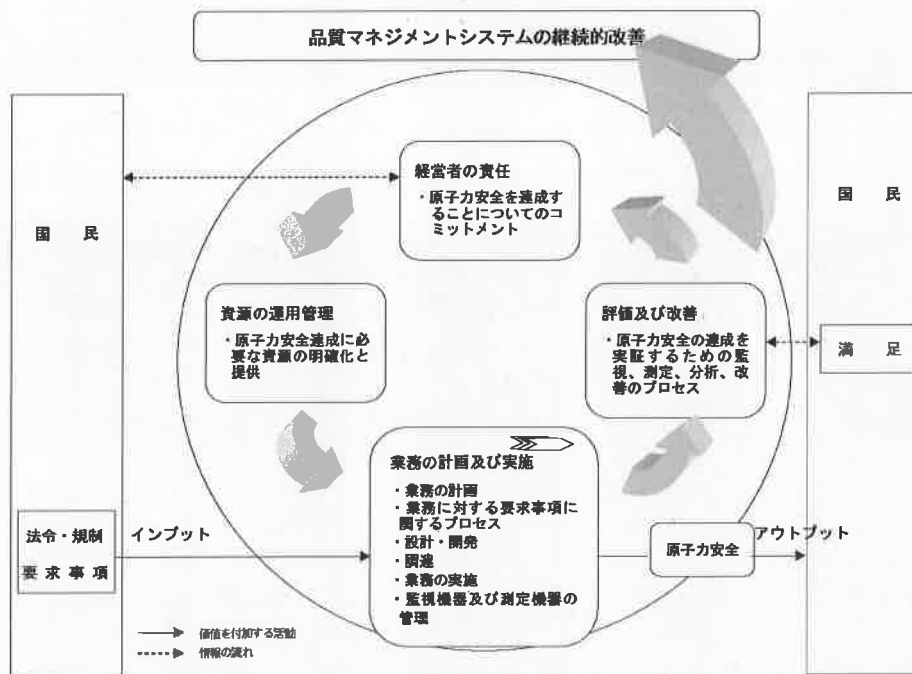 品質マネジメントシステムの継続的改善
国　民
経営者の責任
・原子力安全を達成す
ることについてのコ
ミットメント
国　民
資源の運用管理
・原子力安全達成に必
要な資源の明確化と
提供
評価及び改善
・原子力安全の達成を
実証するための監
視、測定、分析、改
善のプロセス
満　足
業務の計画及び実施
・業務の計画
・業務に対する要求事項に
関するプロセス
・設計・開発
・調達
・業務の実施
・監視機器及び測定機器の
管理
法令・規制
要求事項
インプット
原子力安全
アウトプット
価値を付加する活動
情報の流れ